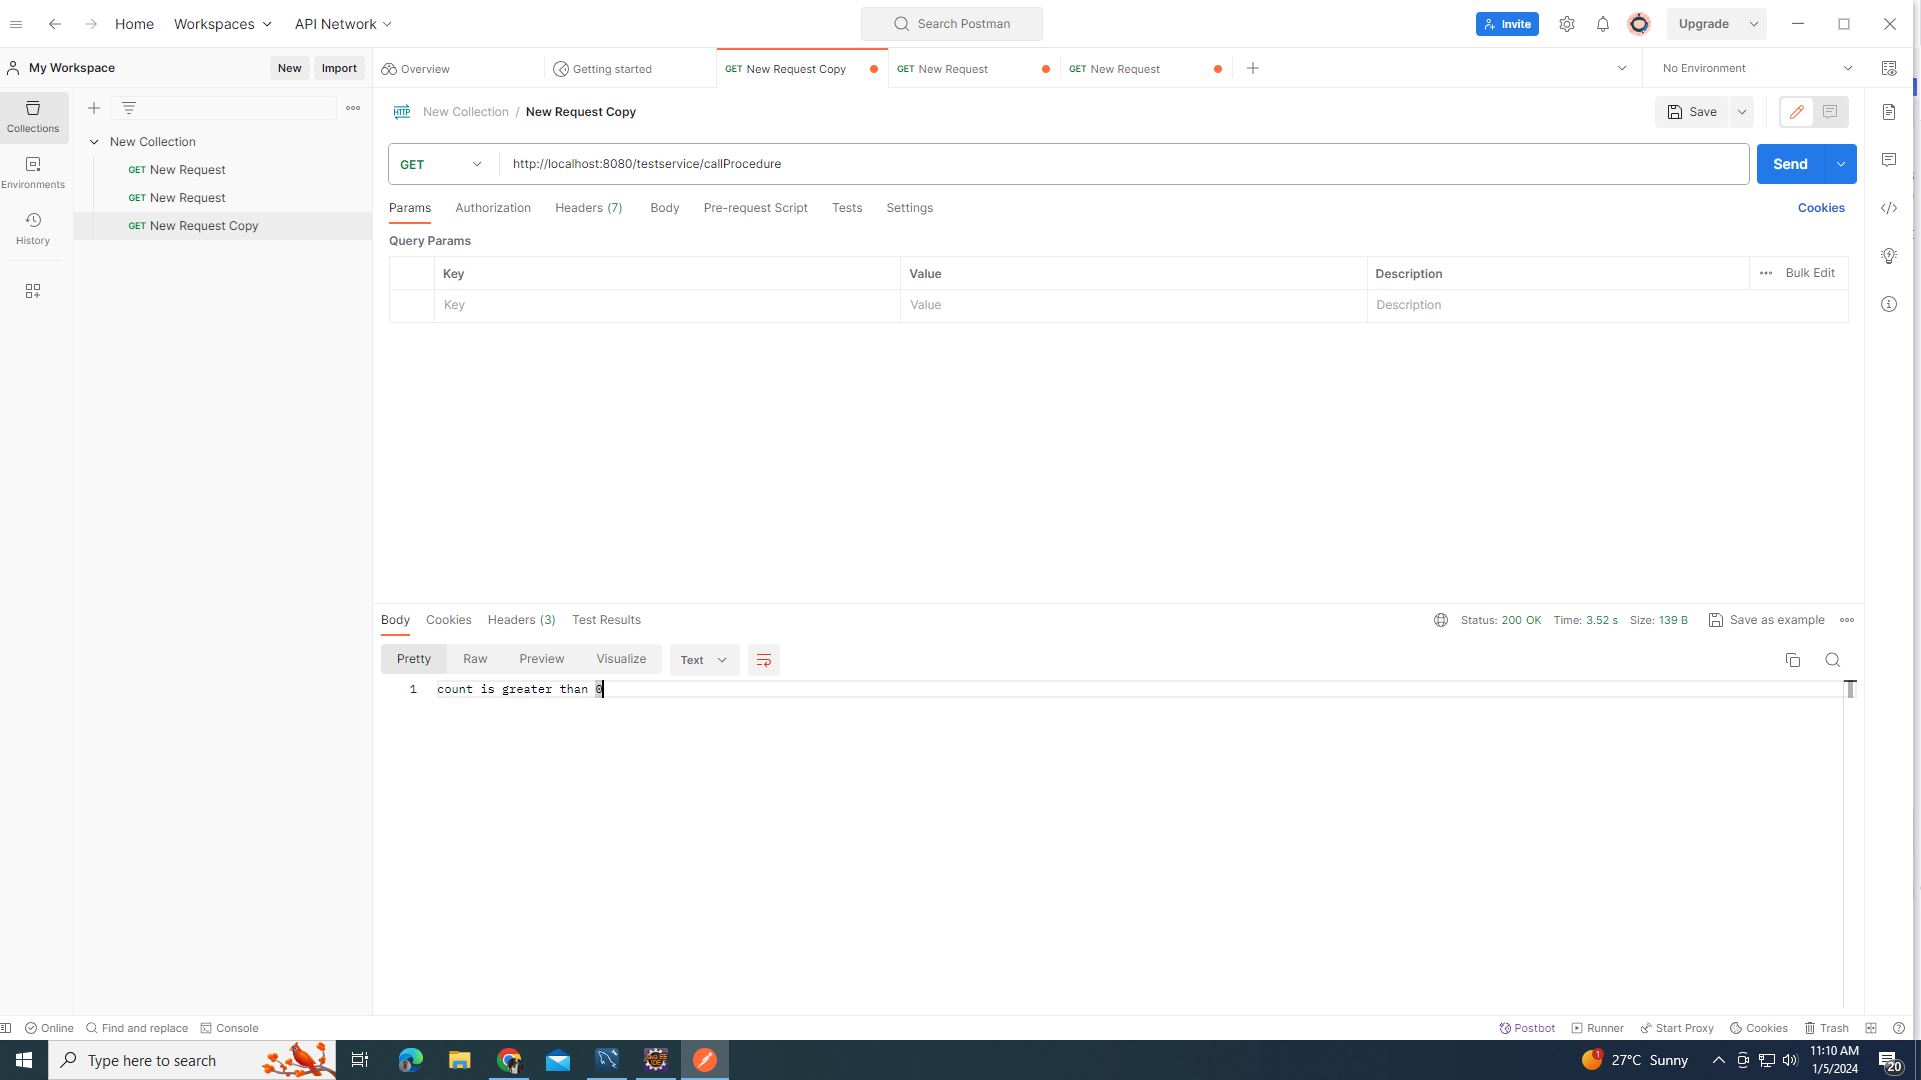 Home Workspaces API Network Search Postman Invite Upgrade
My Workspace New Import Overview Getting started GET New Request Copy GET New Request GET New Request No Environment
Collections
Environments
History
New Collection
GET New Request
GET New Request
GET New Request Copy
HTTP New Collection / New Request Copy Save
GET http://localhost:8080/testservice/callProcedure Send
Params Authorization Headers (7) Body Pre-request Script Tests Settings Cookies
Query Params
Key Value Description Bulk Edit
Key Value Description
Body Cookies Headers (3) Test Results Status: 200 OK Time: 3.52 s Size: 139 B Save as example
Pretty Raw Preview Visualize Text
1 count is greater than 0
Online Find and replace Console Postbot Runner Start Proxy Cookies Trash
Type here to search 1 27°C Sunny 11:10 AM
1/5/2024 20